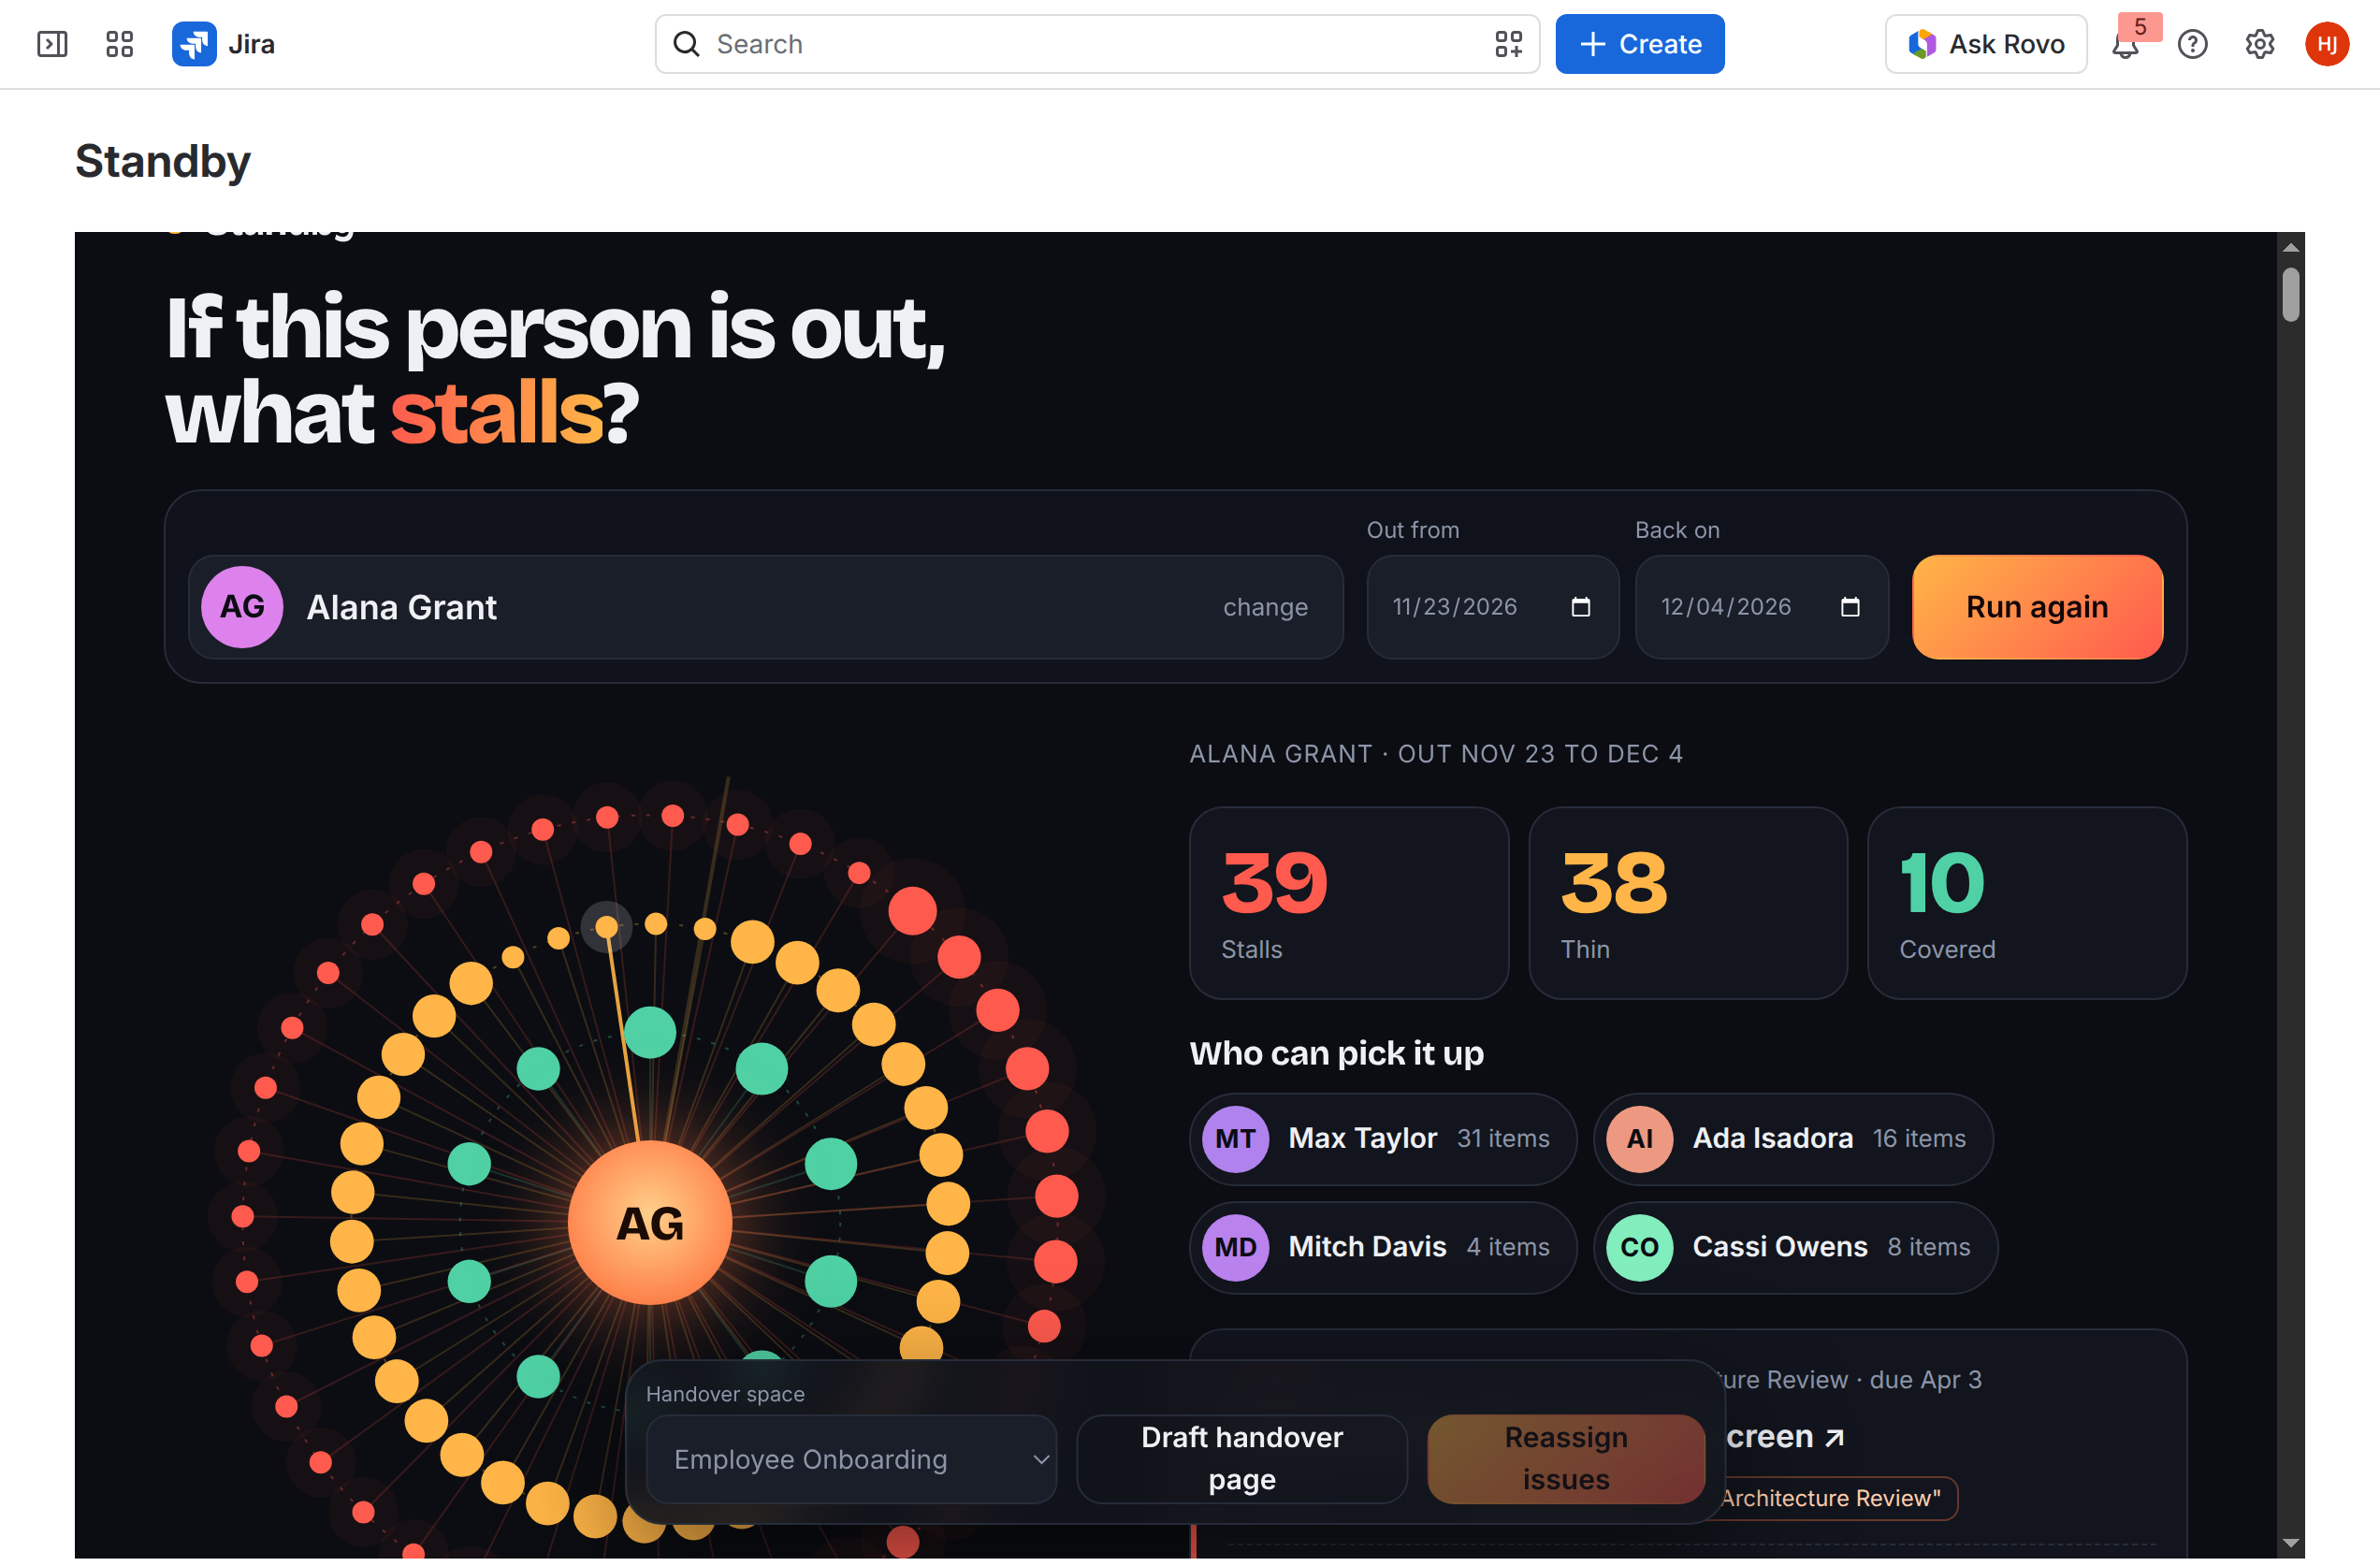 Jira
Search
Create
Ask Rovo
5
HJ
Standby
Standby
If this person is out,
what stalls?
Out from
Back on
AG
Alana Grant
change
11/23/2026
12/04/2026
Run again
ALANA GRANT · OUT NOV 23 TO DEC 4
39
Stalls
38
Thin
10
Covered
Who can pick it up
MT Max Taylor 31 items
AI Ada Isadora 16 items
MD Mitch Davis 4 items
CO Cassi Owens 8 items
AG
Handover space
Employee Onboarding
Draft handover
page
Reassign
issues
ture Review · due Apr 3
creen ↗
Architecture Review"